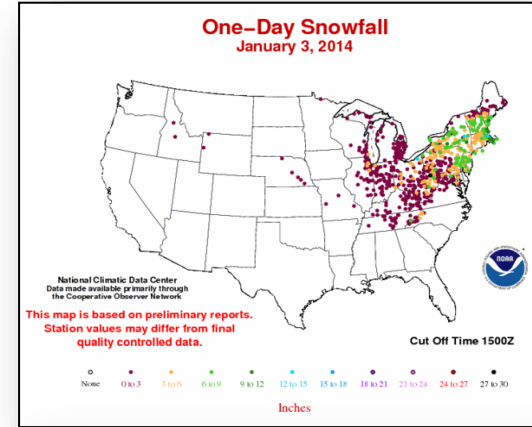 One-Day Snowfall
January 3, 2014
NOAA
National Climatic Data Center
Data made available primarily through
the Cooperative Observer Network
This map is based on preliminary reports.
Station values may differ from final
quality controlled data.
Cut Off Time 1500Z
None 0 to 3 3 to 6 6 to 9 9 to 12 12 to 15 15 to 18 18 to 21 21 to 24 24 to 27 27 to 30
Inches